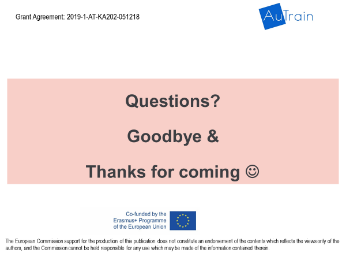 Grant Agreement: 2019-1-AT-KA202-051218
AuTrain
Questions?
Goodbye &
Thanks for coming ☺
Co-funded by the
Erasmus+ Programme
of the European Union
The European Commission support for the production of this publication does not constitute an endorsement of the contents which reflects the views only of the
authors, and the Commission cannot be held responsible for any use which may be made of the information contained therein.